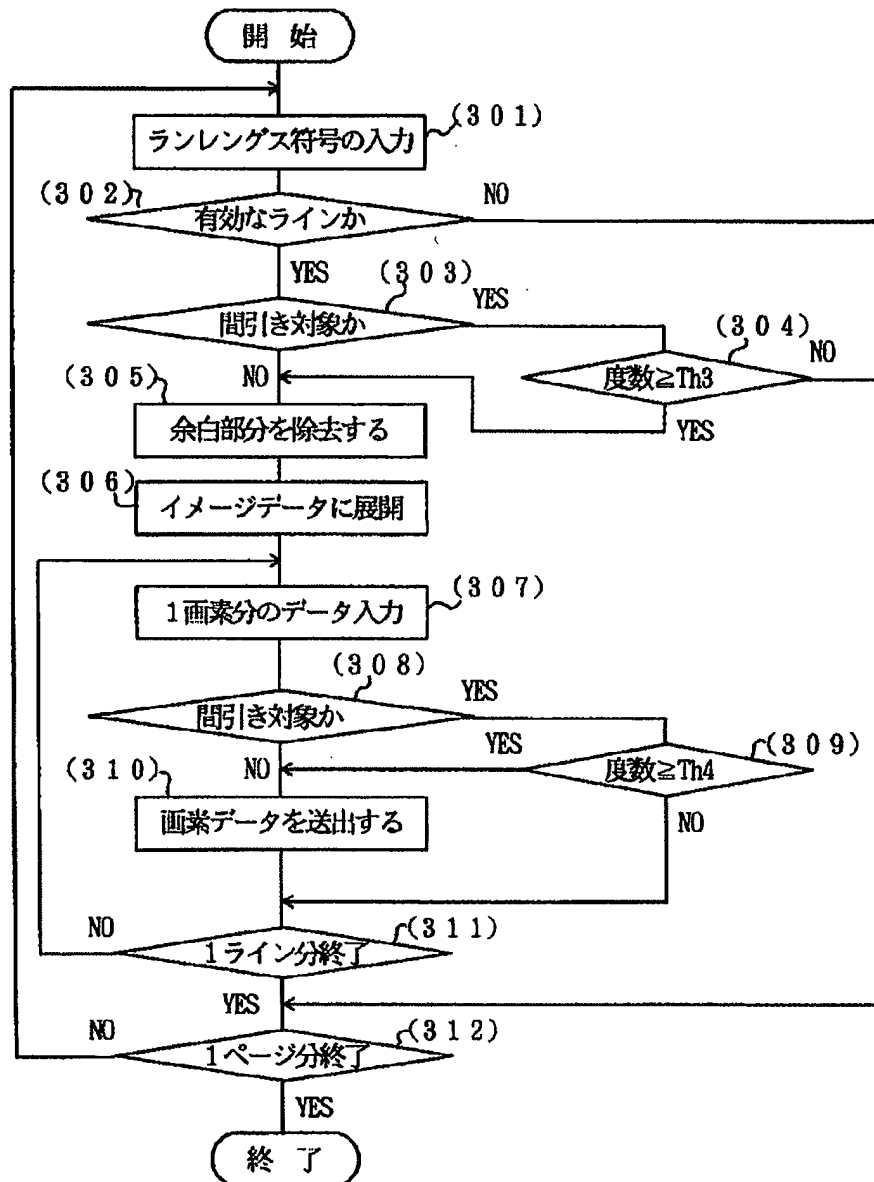 開 始
(301)
ランレングス符号の入力
(302)
NO
有効なラインか
YES
(303)
YES
間引き対象か
(304)
NO
度数≧Th3
(305)
NO
YES
余白部分を除去する
(306)
イメージデータに展開
(307)
1画素分のデータ入力
(308)
YES
間引き対象か
YES
(309)
度数≧Th4
(310)
NO
画素データを送出する
NO
NO
(311)
1ライン分終了
YES
NO
(312)
1ページ分終了
YES
終 了